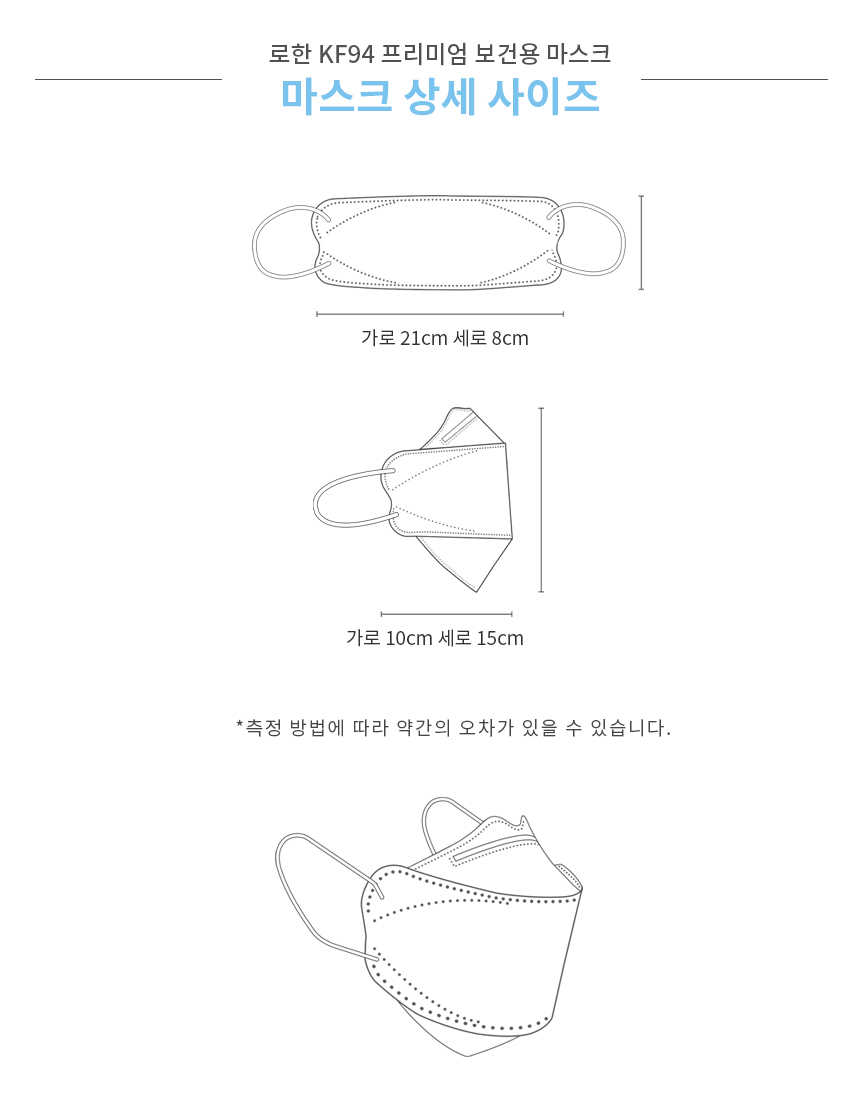 로한 KF94 프리미엄 보건용 마스크
마스크 상세 사이즈
가로 21cm 세로 8cm
가로 10cm 세로 15cm
*측정 방법에 따라 약간의 오차가 있을 수 있습니다.